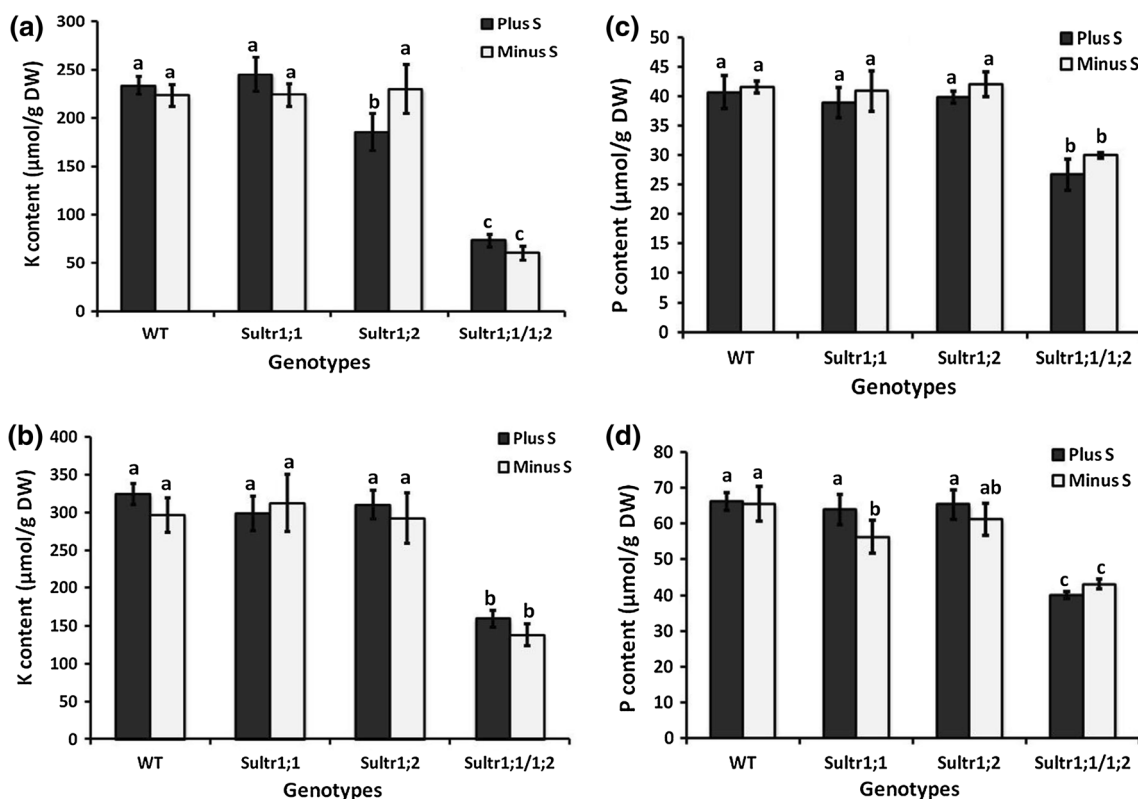 (a)
K content (µmol/g DW)
300
250
200
150
100
50
0
Plus S
Minus S
a a a a b a c c
WT Sultr1;1 Sultr1;2 Sultr1;1/1;2
Genotypes
(c)
P content (µmol/g DW)
50
45
40
35
30
25
20
15
10
5
0
Plus S
Minus S
a a a a a a b b
WT Sultr1;1 Sultr1;2 Sultr1;1/1;2
Genotypes
(b)
K content (µmol/g DW)
400
350
300
250
200
150
100
50
0
Plus S
Minus S
a a a a a a b b
WT Sultr1;1 Sultr1;2 Sultr1;1/1;2
Genotypes
(d)
P content (µmol/g DW)
80
70
60
50
40
30
20
10
0
Plus S
Minus S
a a a b a ab c c
WT Sultr1;1 Sultr1;2 Sultr1;1/1;2
Genotypes